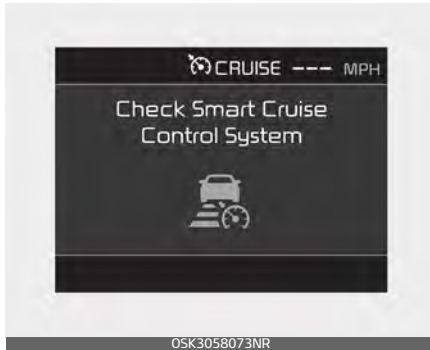 CRUISE --- MPH
Check Smart Cruise
Control System
OSK3058073NR